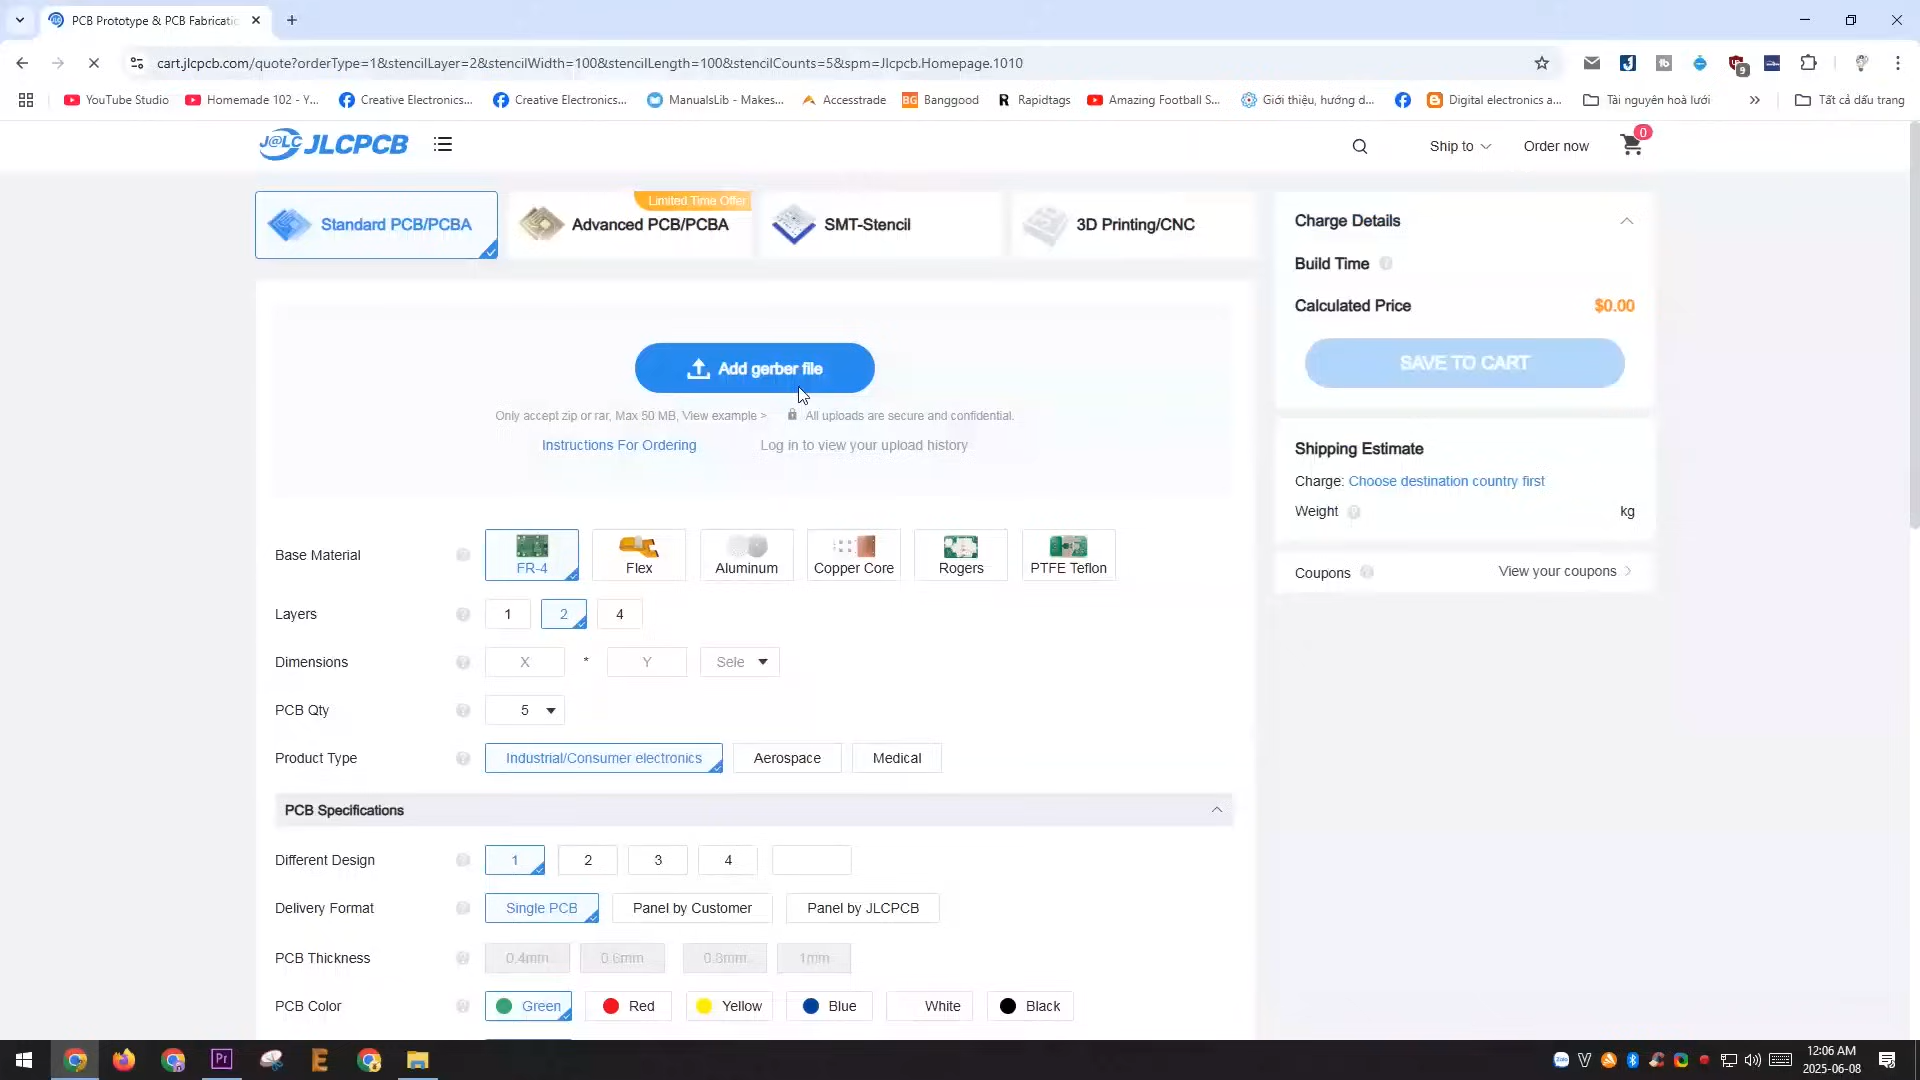 PCB Prototype & PCB Fabricatio
cart.jlcpcb.com/quote?orderType=1&stencilLayer=2&stencilWidth=100&stencilLength=100&stencilCounts=5&spm=Jlcpcb.Homepage.1010
9
YouTube Studio
Homemade 102 - Y...
Creative Electronics...
Creative Electronics...
ManualsLib - Makes...
Accesstrade
BG Banggood
Rapidtags
Amazing Football S...
Giới thiệu, hướng d...
Digital electronics a...
Tài nguyên hoà lưới
Tất cả dấu trang
J@LC JLCPCB
Ship to
Order now
0
Standard PCB/PCBA
Limited Time Offer
Advanced PCB/PCBA
SMT-Stencil
3D Printing/CNC
Add gerber file
Only accept zip or rar, Max 50 MB, View example >
All uploads are secure and confidential.
Instructions For Ordering
Log in to view your upload history
Base Material
FR-4
Flex
Aluminum
Copper Core
Rogers
PTFE Teflon
Layers
1
2
4
Dimensions
X
*
Y
Sele
PCB Qty
5
Product Type
Industrial/Consumer electronics
Aerospace
Medical
PCB Specifications
Different Design
1
2
3
4
Delivery Format
Single PCB
Panel by Customer
Panel by JLCPCB
PCB Thickness
0.4mm
0.6mm
0.8mm
1mm
PCB Color
Green
Red
Yellow
Blue
White
Black
Charge Details
Build Time
Calculated Price
$0.00
SAVE TO CART
Shipping Estimate
Charge: Choose destination country first
Weight
kg
Coupons
View your coupons
Pr
12:06 AM
2025-06-08